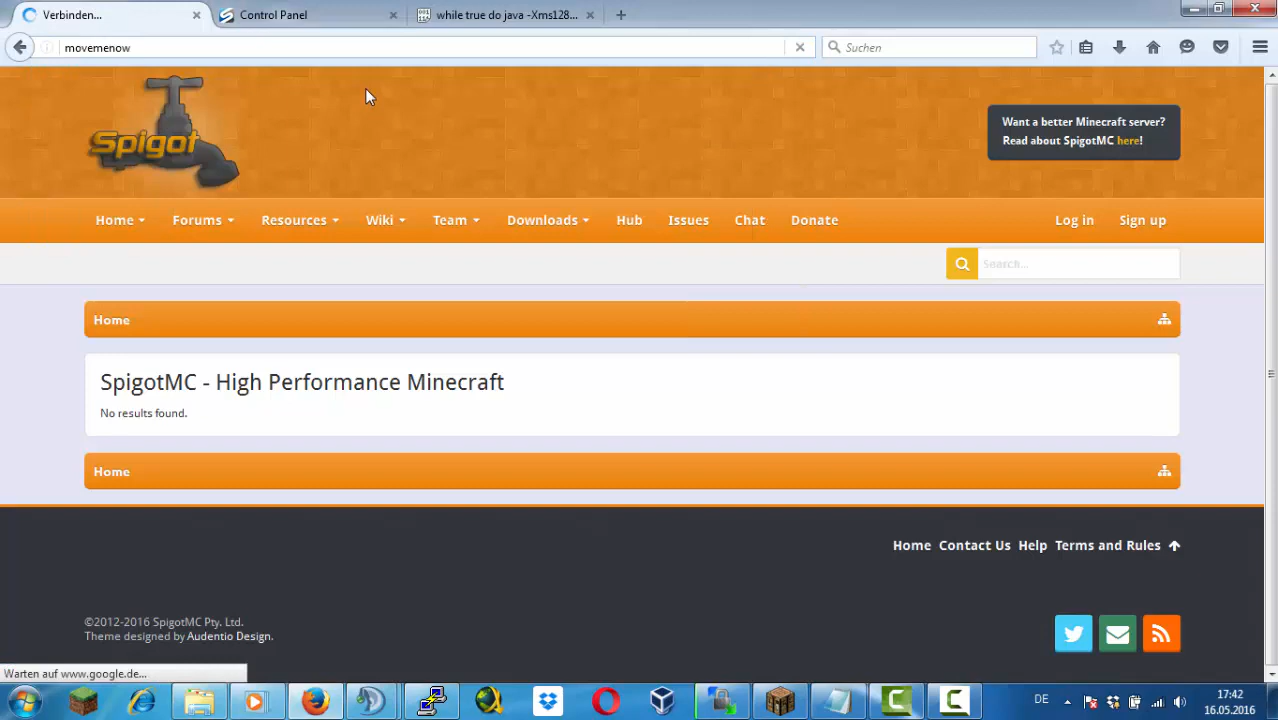 Verbinden...
Control Panel
while true do java -Xms128...
movemenow
Suchen
Spigot
Want a better Minecraft server?
Read about SpigotMC here!
Home
Forums
Resources
Wiki
Team
Downloads
Hub
Issues
Chat
Donate
Log in
Sign up
Search...
Home
SpigotMC - High Performance Minecraft
No results found.
Home
Home
Contact Us
Help
Terms and Rules
©2012-2016 SpigotMC Pty. Ltd.
Theme designed by Audentio Design.
Warten auf www.google.de...
DE
17:42
16.05.2016